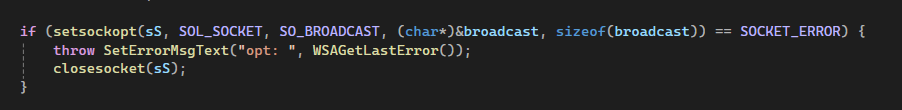 if (setsockopt(sS, SOL_SOCKET, SO_BROADCAST, (char*)&broadcast, sizeof(broadcast)) == SOCKET_ERROR) {
    throw SetErrorMsgText("opt: ", WSAGetLastError());
    closesocket(sS);
}